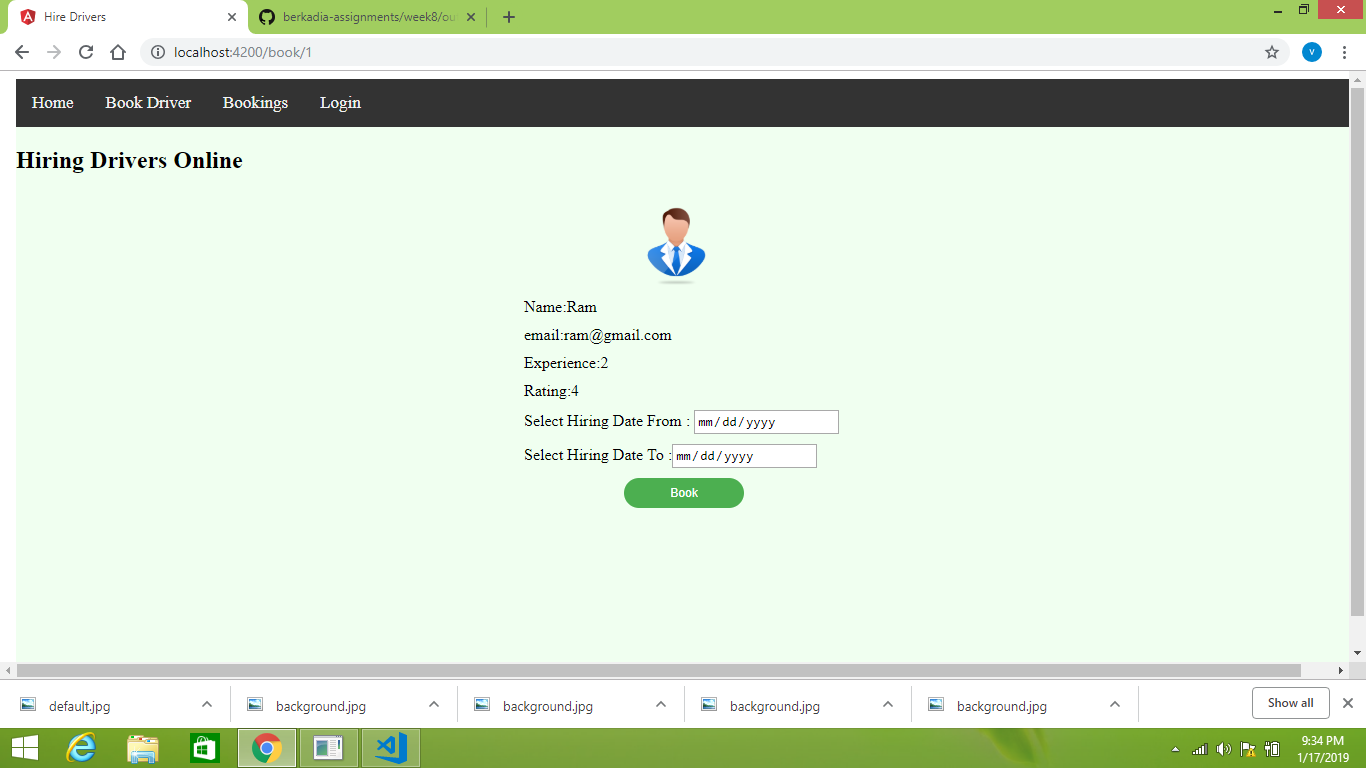 Hire Drivers
berkadia-assignments/week8/ou
localhost:4200/book/1
v
Home Book Driver Bookings Login
Hiring Drivers Online
Name:Ram
email:ram@gmail.com
Experience:2
Rating:4
Select Hiring Date From : mm/dd/yyyy
Select Hiring Date To : mm/dd/yyyy
Book
default.jpg background.jpg background.jpg background.jpg background.jpg Show all
9:34 PM
1/17/2019